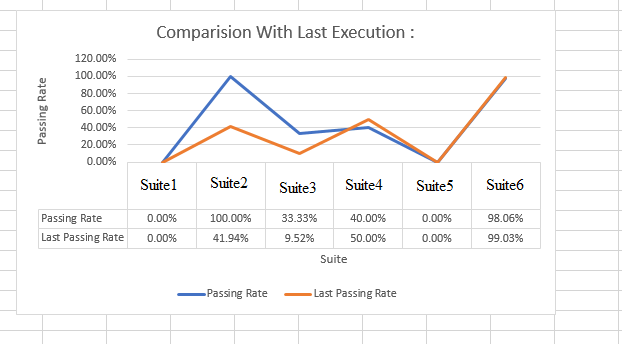 Comparision With Last Execution :
120.00%
100.00%
80.00%
60.00%
40.00%
20.00%
0.00%
Passing Rate
Suite1 Suite2 Suite3 Suite4 Suite5 Suite6
Passing Rate 0.00% 100.00% 33.33% 40.00% 0.00% 98.06%
Last Passing Rate 0.00% 41.94% 9.52% 50.00% 0.00% 99.03%
Suite
Passing Rate Last Passing Rate